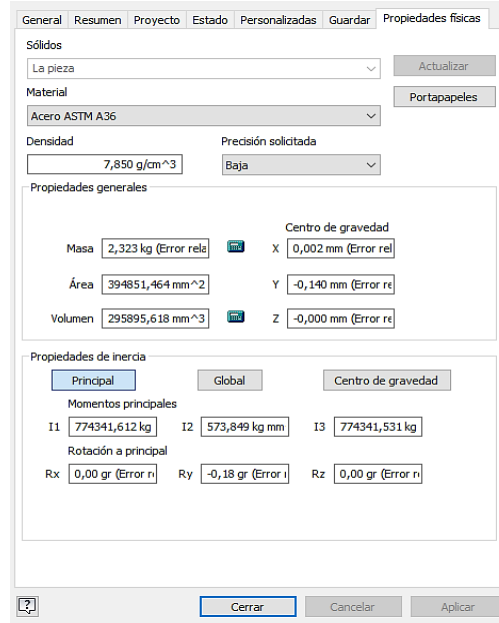 General Resumen Proyecto Estado Personalizadas Guardar Propiedades físicas
Sólidos
La pieza Actualizar
Material Portapapeles
Acero ASTM A36
Densidad Precisión solicitada
7,850 g/cm^3 Baja
Propiedades generales
Centro de gravedad
Masa 2,323 kg (Error rela X 0,002 mm (Error rel
Área 394851,464 mm^2 Y -0,140 mm (Error re
Volumen 295895,618 mm^3 Z -0,000 mm (Error re
Propiedades de inercia
Principal Global Centro de gravedad
Momentos principales
I1 774341,612 kg I2 573,849 kg mm I3 774341,531 kg
Rotación a principal
Rx 0,00 gr (Error re Ry -0,18 gr (Error r Rz 0,00 gr (Error re
? Cerrar Cancelar Aplicar